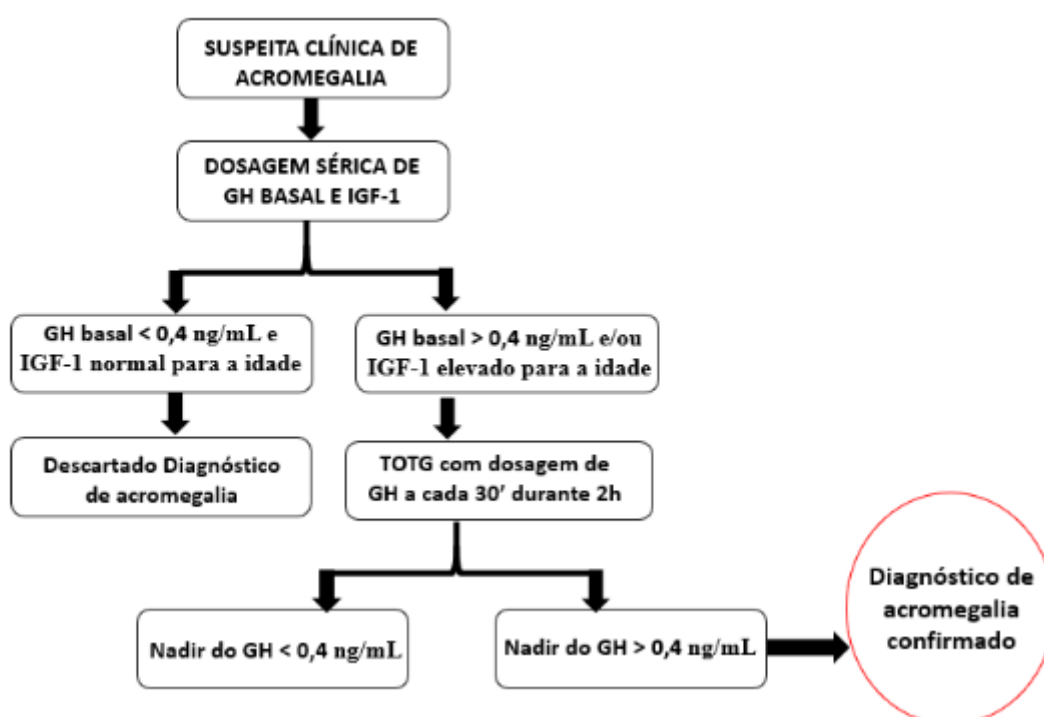 SUSPEITA CLÍNICA DE
ACROMEGALIA
DOSAGEM SÉRICA DE
GH BASAL E IGF-1
GH basal < 0,4 ng/mL e
IGF-1 normal para a idade
GH basal > 0,4 ng/mL e/ou
IGF-1 elevado para a idade
Descartado Diagnóstico
de acromegalia
TOTG com dosagem de
GH a cada 30’ durante 2h
Nadir do GH < 0,4 ng/mL
Nadir do GH > 0,4 ng/mL
Diagnóstico de
acromegalia
confirmado